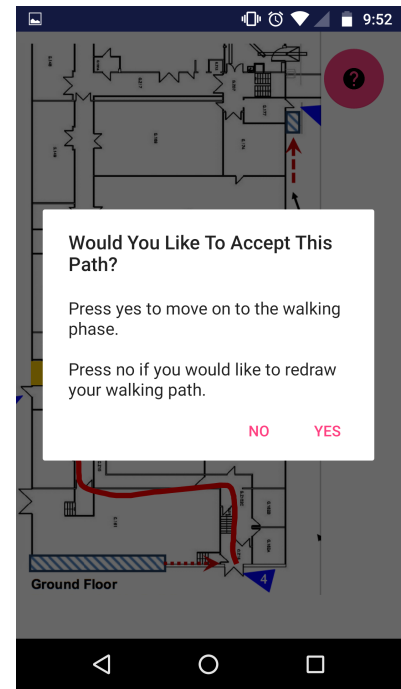 9:52
?
Would You Like To Accept This
Path?
Press yes to move on to the walking
phase.
Press no if you would like to redraw
your walking path.
NO YES
Ground Floor
4